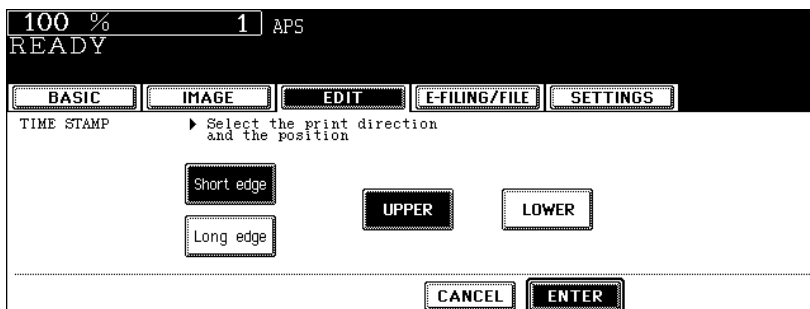 100 % 1 APS
READY
BASIC IMAGE EDIT E-FILING/FILE SETTINGS
TIME STAMP ▶ Select the print direction
and the position
Short edge
UPPER LOWER
Long edge
CANCEL ENTER